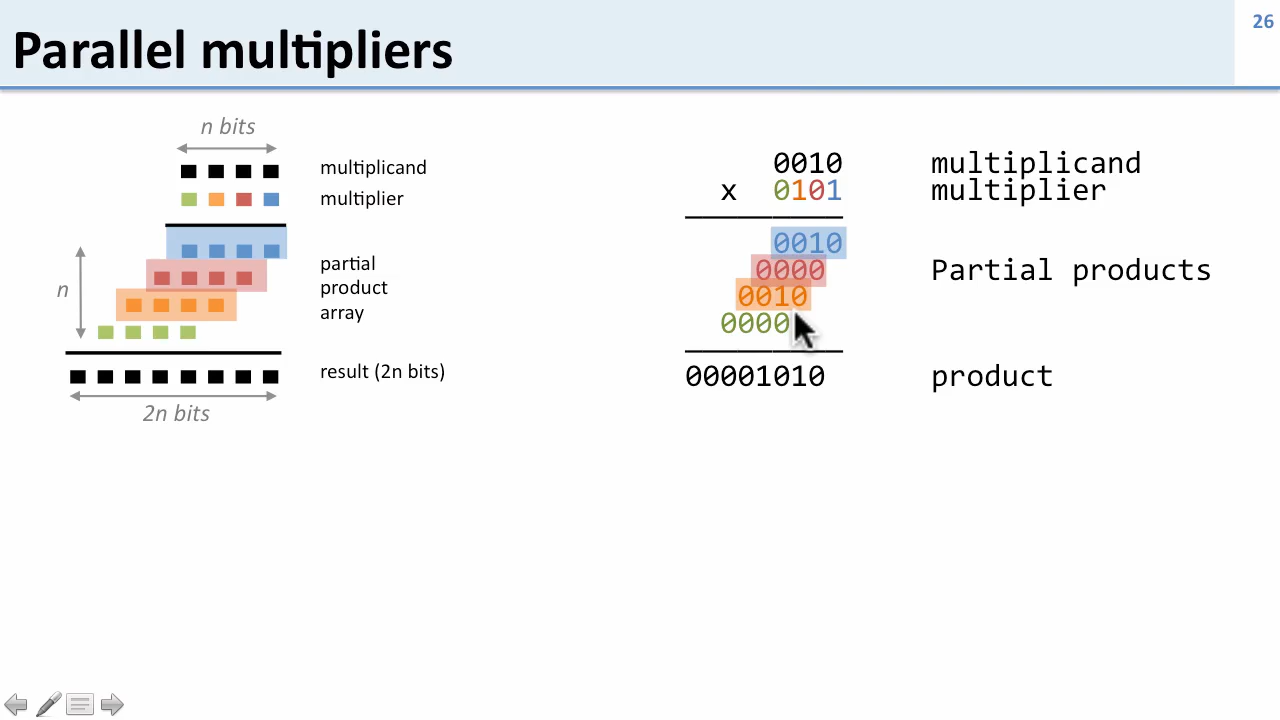 Parallel multipliers
26
n bits
multiplicand
multiplier
n
partial
product
array
result (2n bits)
2n bits
0010 multiplicand
x 0101 multiplier
0010
0000 Partial products
0010
0000
00001010 product